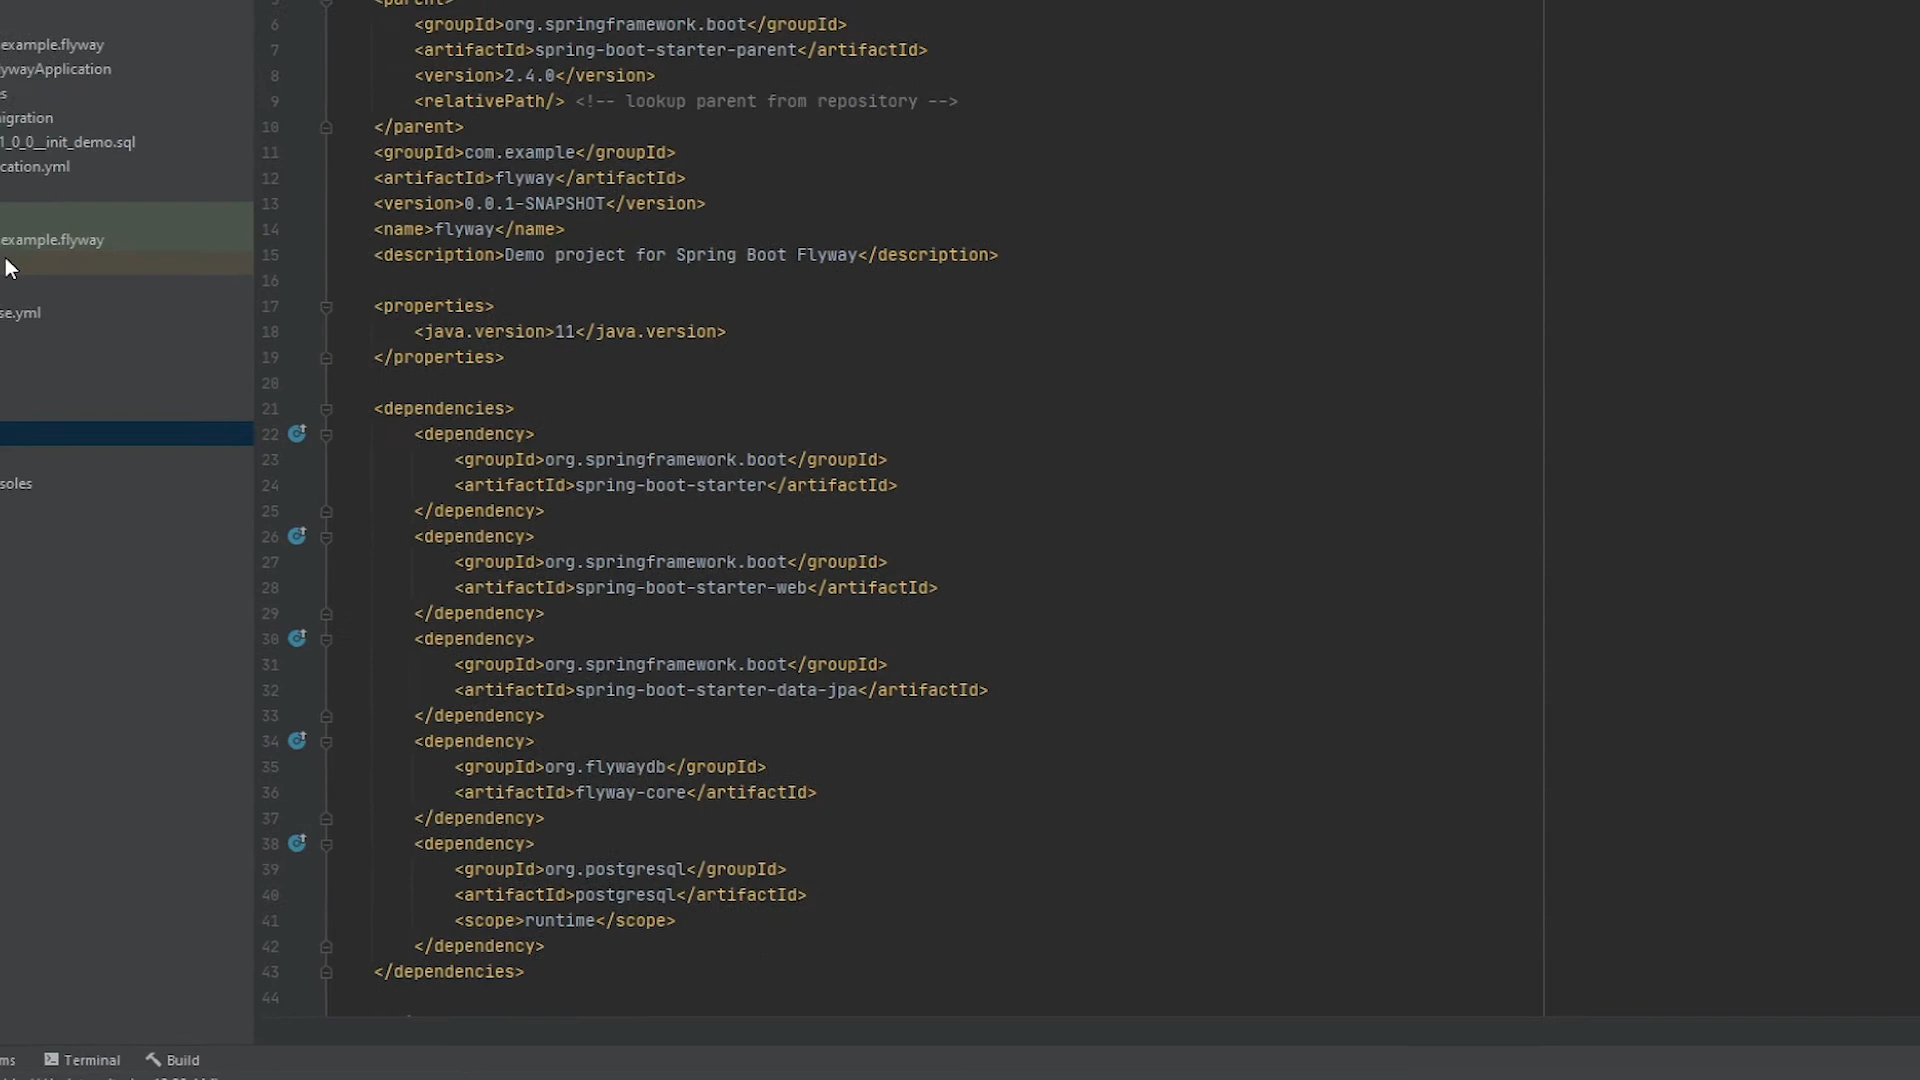 example.flyway
ywayApplication
s
igration
1_0_0__init_demo.sql
cation.yml
example.flyway
se.yml
soles
6 <groupId>org.springframework.boot</groupId>
7 <artifactId>spring-boot-starter-parent</artifactId>
8 <version>2.4.0</version>
9 <relativePath/> <!-- lookup parent from repository -->
10 </parent>
11 <groupId>com.example</groupId>
12 <artifactId>flyway</artifactId>
13 <version>0.0.1-SNAPSHOT</version>
14 <name>flyway</name>
15 <description>Demo project for Spring Boot Flyway</description>
16
17 <properties>
18 <java.version>11</java.version>
19 </properties>
20
21 <dependencies>
22 <dependency>
23 <groupId>org.springframework.boot</groupId>
24 <artifactId>spring-boot-starter</artifactId>
25 </dependency>
26 <dependency>
27 <groupId>org.springframework.boot</groupId>
28 <artifactId>spring-boot-starter-web</artifactId>
29 </dependency>
30 <dependency>
31 <groupId>org.springframework.boot</groupId>
32 <artifactId>spring-boot-starter-data-jpa</artifactId>
33 </dependency>
34 <dependency>
35 <groupId>org.flywaydb</groupId>
36 <artifactId>flyway-core</artifactId>
37 </dependency>
38 <dependency>
39 <groupId>org.postgresql</groupId>
40 <artifactId>postgresql</artifactId>
41 <scope>runtime</scope>
42 </dependency>
43 </dependencies>
44
ms Terminal Build